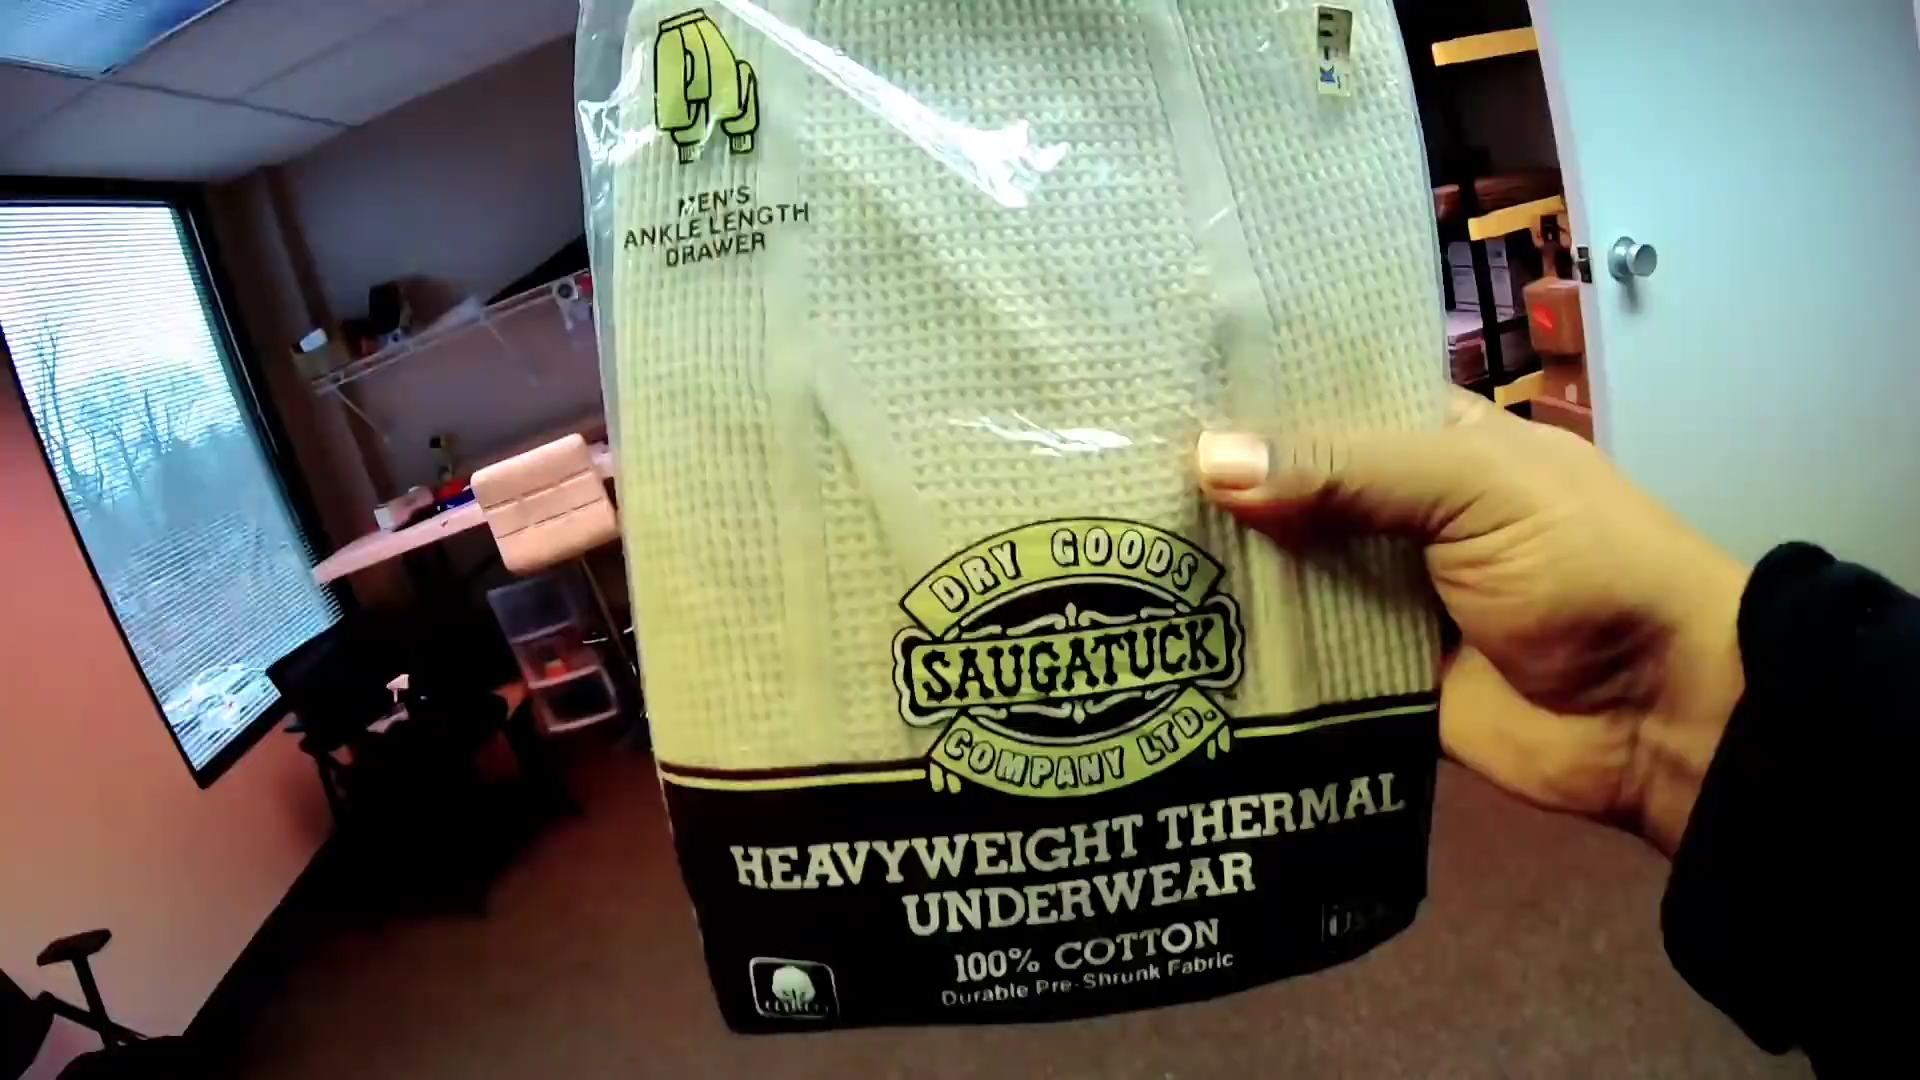 MEN'S
ANKLE LENGTH
DRAWER
DRY GOODS
SAUGATUCK
COMPANY LTD.
HEAVYWEIGHT THERMAL
UNDERWEAR
100% COTTON
Durable Pre-Shrunk Fabric